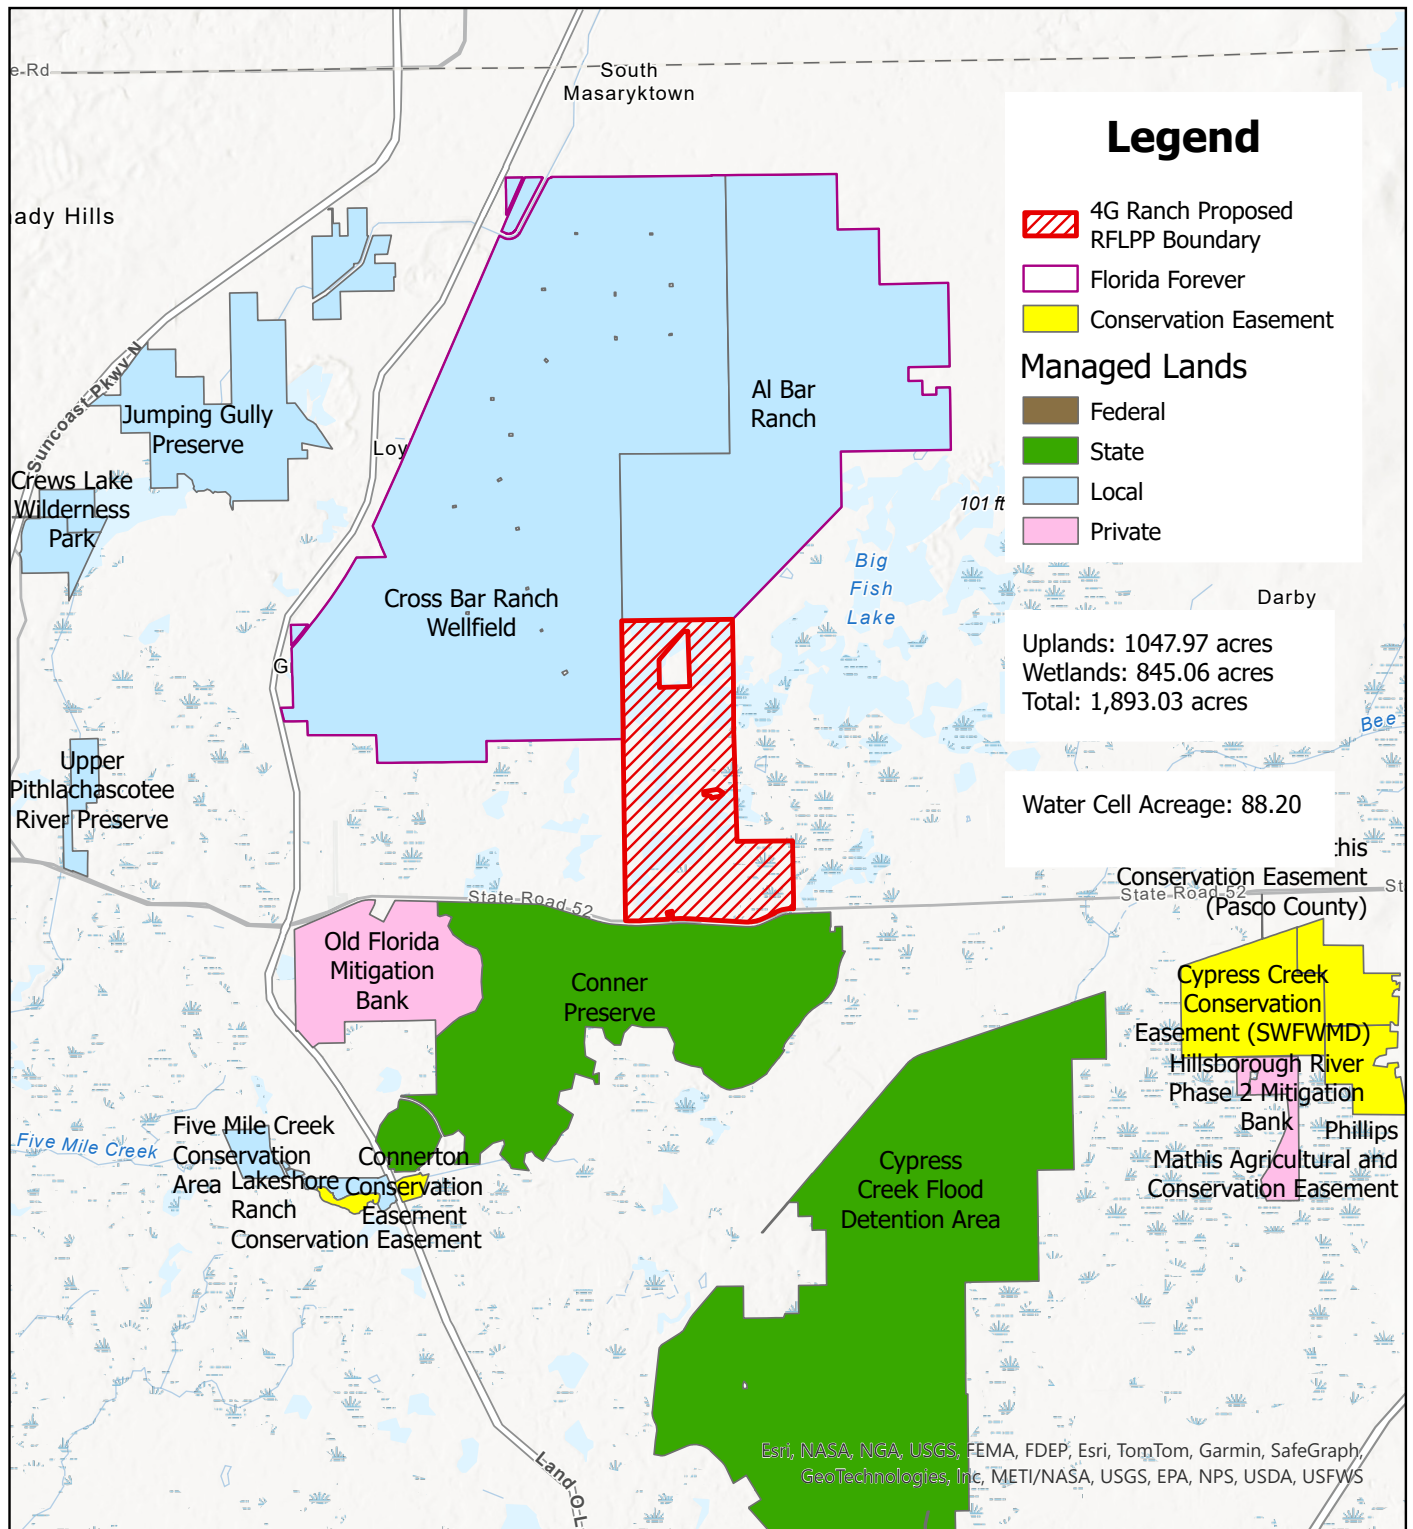 e-Rd
South
Masaryktown
Legend
4G Ranch Proposed
RFLPP Boundary
Florida Forever
Conservation Easement
Managed Lands
Federal
State
Local
Private
ady Hills
Suncoast Pkwy N
Jumping Gully
Preserve
Loy
Al Bar
Ranch
Crews Lake
Wilderness
Park
101 ft
Big
Fish
Lake
Cross Bar Ranch
Wellfield
Darby
G
Uplands: 1047.97 acres
Wetlands: 845.06 acres
Total: 1,893.03 acres
Bee
Upper
Pithlachascotee
River Preserve
Water Cell Acreage: 88.20
this
Conservation Easement
(Pasco County)
State Road 52
State Road 52
St
Old Florida
Mitigation
Bank
Conner
Preserve
Cypress Creek
Conservation
Easement (SWFWMD)
Hillsborough River
Phase 2 Mitigation
Bank
Phillips
Mathis Agricultural and
Conservation Easement
Five Mile Creek
Five Mile Creek
Conservation
Area
Lakeshore
Ranch
Conservation Easement
Connerton
Conservation
Easement
Cypress
Creek Flood
Detention Area
Land O L
Esri, NASA, NGA, USGS, FEMA, FDEP, Esri, TomTom, Garmin, SafeGraph,
GeoTechnologies, Inc, METI/NASA, USGS, EPA, NPS, USDA, USFWS